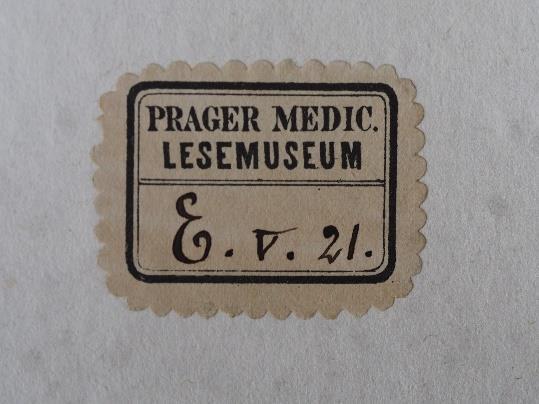 PRAGER MEDIC.
LESEMUSEUM
E. V. 21.